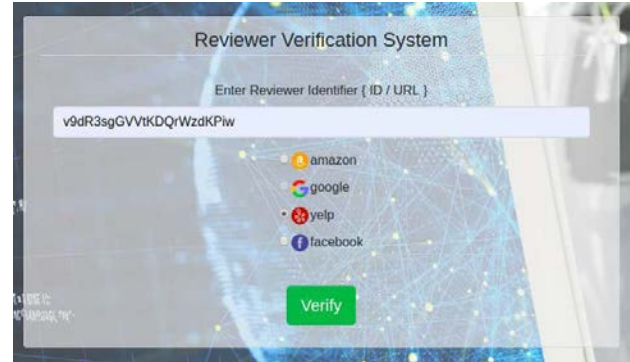 Reviewer Verification System
Enter Reviewer Identifier { ID / URL }
v9dR3sgGVVtKDQrWzdKPiw
amazon
google
yelp
facebook
Verify